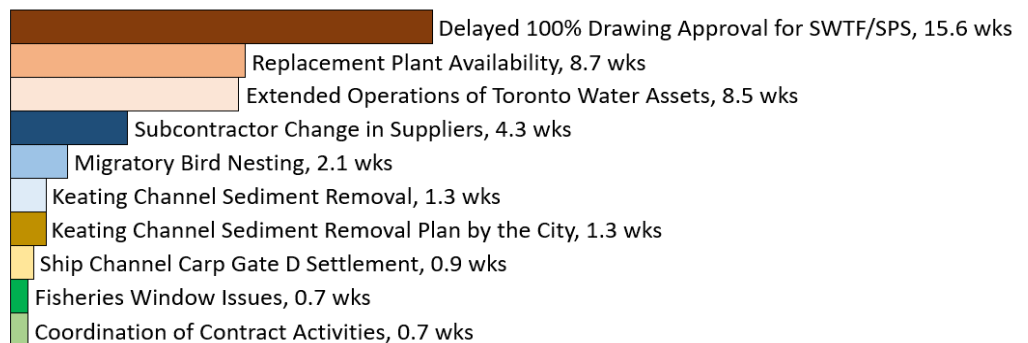 Delayed 100% Drawing Approval for SWTF/SPS, 15.6 wks
Replacement Plant Availability, 8.7 wks
Extended Operations of Toronto Water Assets, 8.5 wks
Subcontractor Change in Suppliers, 4.3 wks
Migratory Bird Nesting, 2.1 wks
Keating Channel Sediment Removal, 1.3 wks
Keating Channel Sediment Removal Plan by the City, 1.3 wks
Ship Channel Carp Gate D Settlement, 0.9 wks
Fisheries Window Issues, 0.7 wks
Coordination of Contract Activities, 0.7 wks